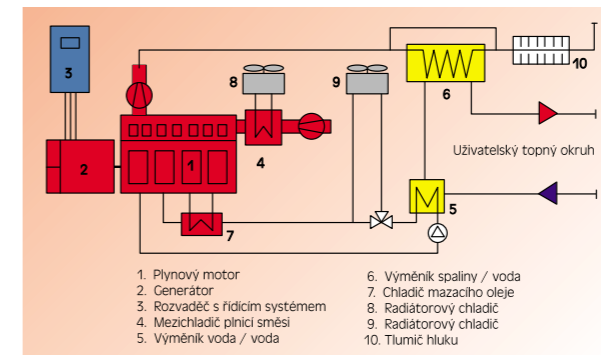 3
8
9
10
6
Uživatelský topný okruh
2
1
4
5
7
1. Plynový motor
2. Generátor
3. Rozvaděč s řídícím systémem
4. Mezichladič plnicí směsi
5. Výměník voda / voda
6. Výměník spaliny / voda
7. Chladič mazacího oleje
8. Radiátorový chladič
9. Radiátorový chladič
10. Tlumič hluku